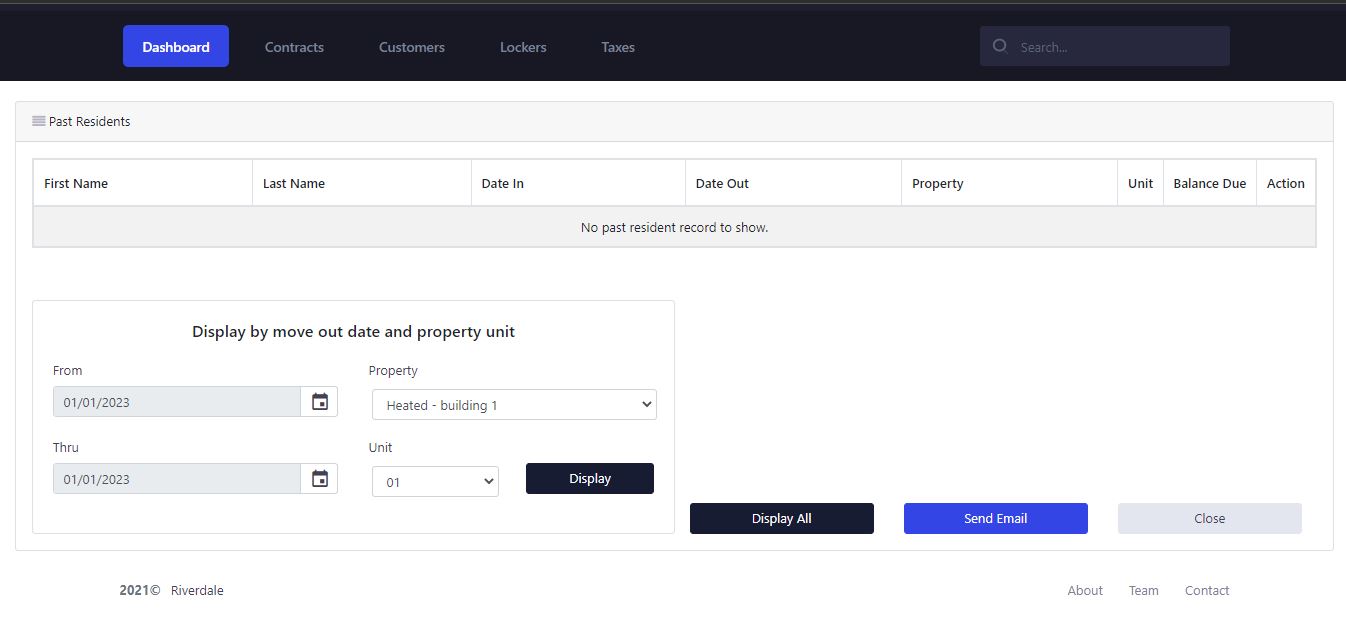 Dashboard Contracts Customers Lockers Taxes Search...
Past Residents
First Name Last Name Date In Date Out Property Unit Balance Due Action
No past resident record to show.
Display by move out date and property unit
From Property
01/01/2023 Heated - building 1
Thru Unit
01/01/2023 01 Display
Display All Send Email Close
2021© Riverdale About Team Contact